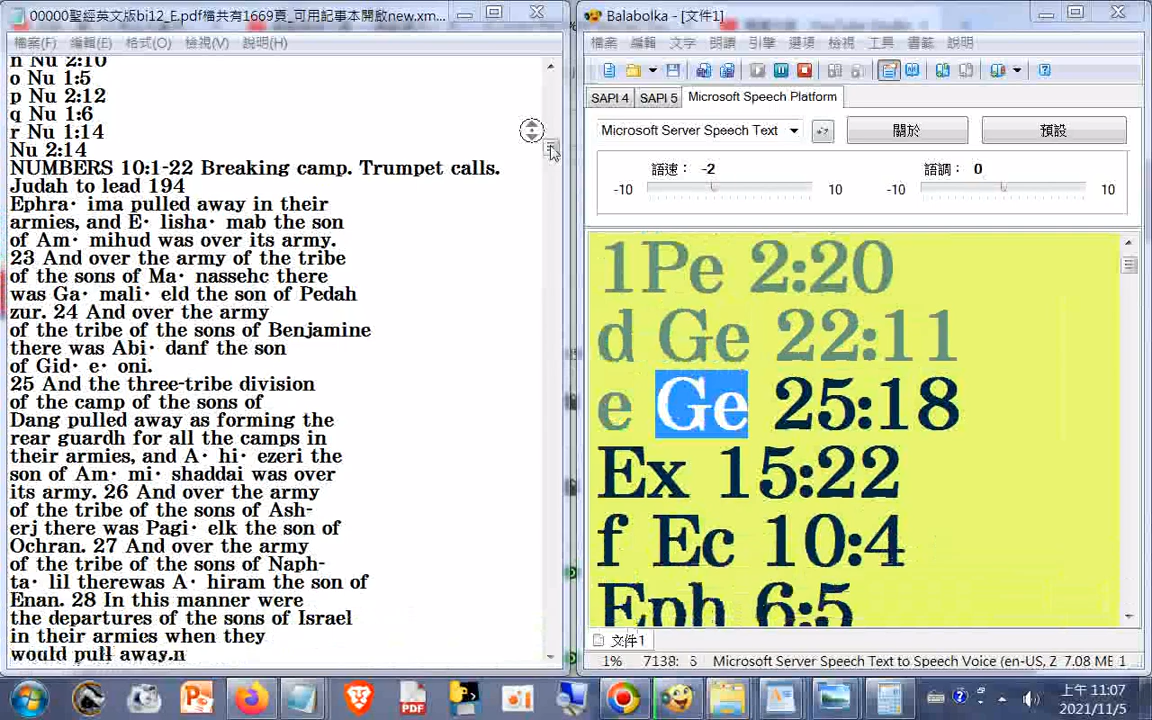 00000聖經英文版bi12_E.pdf檔共有1669頁_可用記事本開啟new.xm...
檔案(F) 編輯(E) 格式(O) 檢視(V) 說明(H)
n Nu 2:10
o Nu 1:5
p Nu 2:12
q Nu 1:6
r Nu 1:14
Nu 2:14
NUMBERS 10:1-22 Breaking camp. Trumpet calls.
Judah to lead 194
Ephra· ima pulled away in their
armies, and E· lisha· mab the son
of Am· mihud was over its army.
23 And over the army of the tribe
of the sons of Ma· nassehc there
was Ga· mali· eld the son of Pedah
zur. 24 And over the army
of the tribe of the sons of Benjamine
there was Abi· danf the son
of Gid· e· oni.
25 And the three-tribe division
of the camp of the sons of
Dang pulled away as forming the
rear guardh for all the camps in
their armies, and A· hi· ezeri the
son of Am· mi· shaddai was over
its army. 26 And over the army
of the tribe of the sons of Ash-
erj there was Pagi· elk the son of
Ochran. 27 And over the army
of the tribe of the sons of Naph-
ta· lil therewas A· hiram the son of
Enan. 28 In this manner were
the departures of the sons of Israel
in their armies when they
would pull away.n
Balabolka - [文件1]
檔案 編輯 文字 朗讀 引擎 選項 檢視 工具 書籤 說明
SAPI 4 SAPI 5 Microsoft Speech Platform
Microsoft Server Speech Text 關於 預設
語速: -2 語調: 0
-10 10 -10 10
1Pe 2:20
d Ge 22:11
e Ge 25:18
Ex 15:22
f Ec 10:4
Eph 6:5
文件1
1% 7138: 6 Microsoft Server Speech Text to Speech Voice (en-US, Z 7.08 MB 1
PDF
上午 11:07
2021/11/5